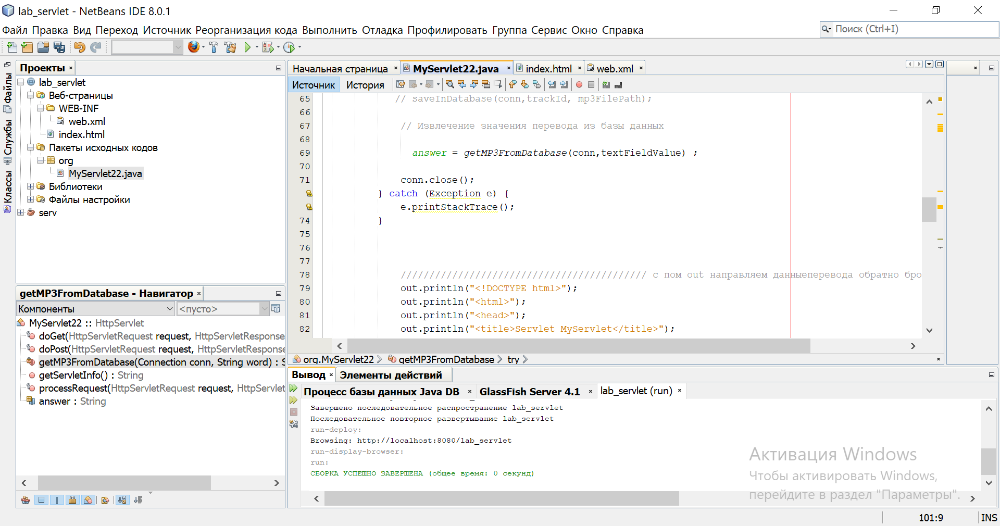 lab_servlet - NetBeans IDE 8.0.1
Файл Правка Вид Переход Источник Реорганизация кода Выполнить Отладка Профилировать Группа Сервис Окно Справка
Поиск (Ctrl+I)
Файлы
Службы
Классы
Проекты
lab_servlet
Веб-страницы
WEB-INF
web.xml
index.html
Пакеты исходных кодов
org
MyServlet22.java
Библиотеки
Файлы настройки
serv
getMP3FromDatabase - Навигатор
Компоненты
<пусто>
MyServlet22 :: HttpServlet
doGet(HttpServletRequest request, HttpServletResponse
doPost(HttpServletRequest request, HttpServletResponse
getMP3FromDatabase(Connection conn, String word) : S
getServletInfo() : String
processRequest(HttpServletRequest request, HttpServlet
answer : String
Начальная страница
MyServlet22.java
index.html
web.xml
Источник
История
65 // saveInDatabase(conn,trackId, mp3FilePath);
66
67 // Извлечение значения перевода из базы данных
68
69 answer = getMP3FromDatabase(conn,textFieldValue) ;
70
71 conn.close();
} catch (Exception e) {
e.printStackTrace();
74 }
75
76
77
78 /////////////////////////////////////////// с пом out направляем данныеперевода обратно бро
79 out.println("<!DOCTYPE html>");
80 out.println("<html>");
81 out.println("<head>");
82 out.println("<title>Servlet MyServlet</title>");
org.MyServlet22
getMP3FromDatabase
try
Вывод
Элементы действий
Процесс базы данных Java DB
GlassFish Server 4.1
lab_servlet (run)
Завершено последовательное распространение lab_servlet
Последовательное повторное развертывание lab_servlet
run-deploy:
Browsing: http://localhost:8080/lab_servlet
run-display-browser:
run:
СБОРКА УСПЕШНО ЗАВЕРШЕНА (общее время: 0 секунд)
Активация Windows
Чтобы активировать Windows,
перейдите в раздел "Параметры".
101:9
INS